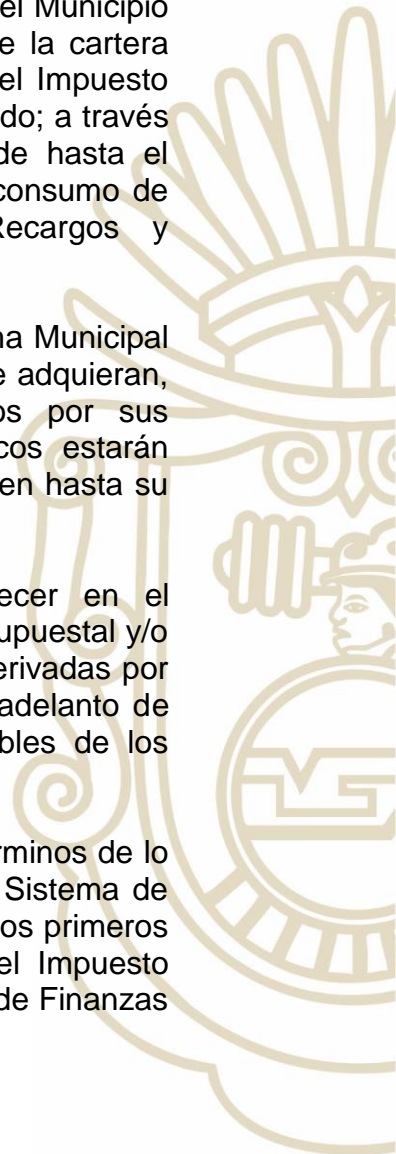 el Municipio
e la cartera
el Impuesto
do; a través
de hasta el
consumo de
Recargos y
na Municipal
e adquieran,
os por sus
cos estarán
en hasta su
ecer en el
supuestal y/o
erivadas por
adelanto de
bles de los
rminos de lo
Sistema de
os primeros
el Impuesto
de Finanzas